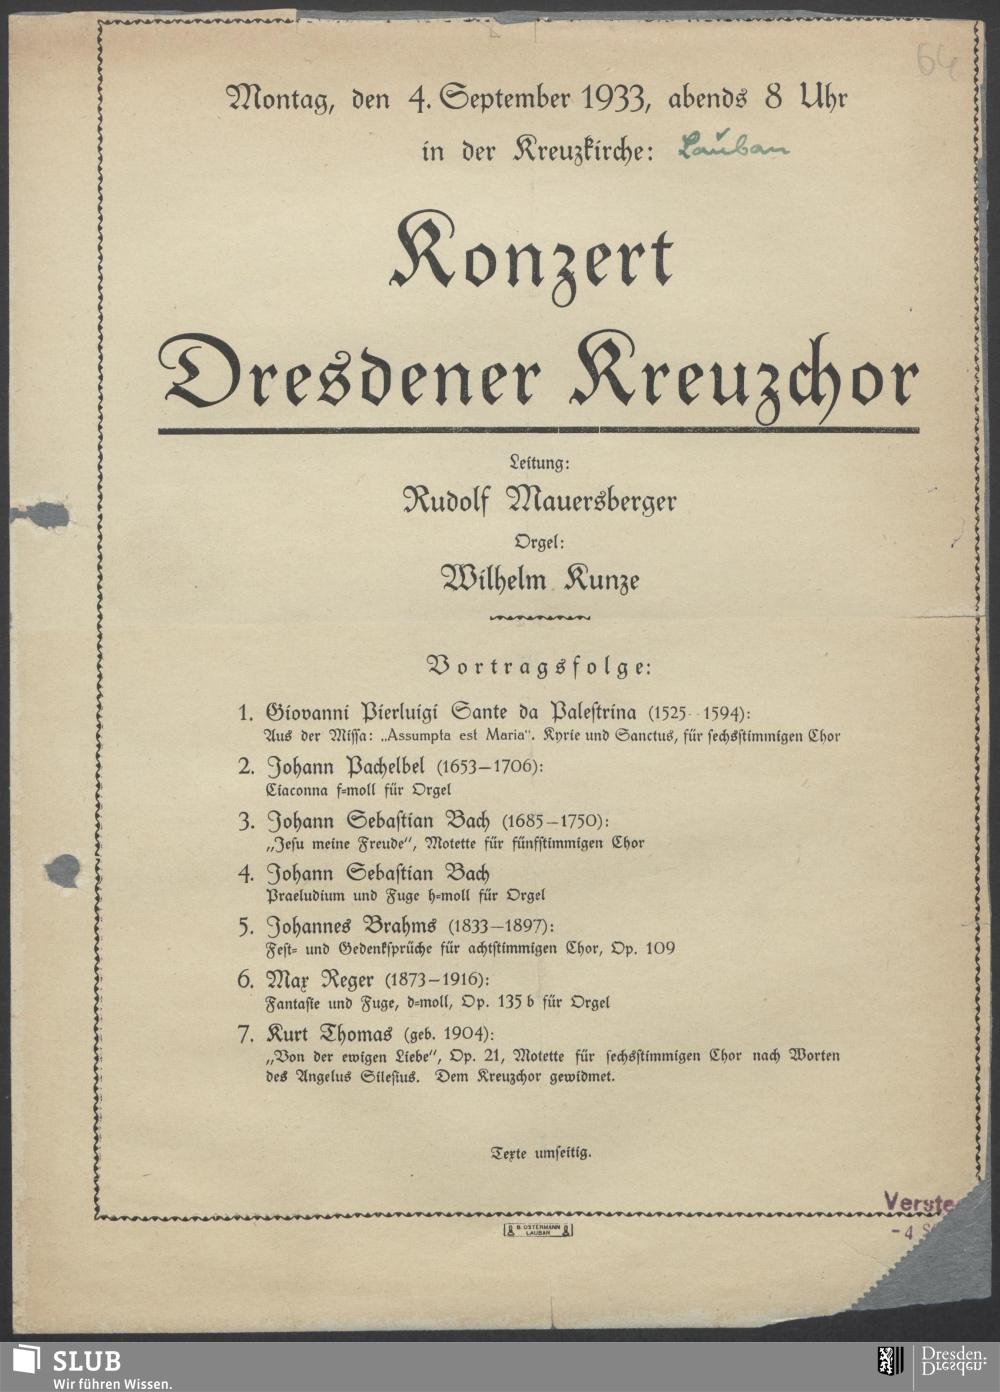 64
Montag, den 4. September 1933, abends 8 Uhr
in der Kreuzkirche: Lauban
Konzert
Dresdener Kreuzchor
Leitung:
Rudolf Mauersberger
Orgel:
Wilhelm Kunze
Vortragsfolge:
1. Giovanni Pierluigi Sante da Palestrina (1525–1594):
Aus der Missa: „Assumpta est Maria“. Kyrie und Sanctus, für sechsstimmigen Chor
2. Johann Pachelbel (1653–1706):
Ciaconna f=moll für Orgel
3. Johann Sebastian Bach (1685–1750):
„Jesu meine Freude“, Motette für fünfstimmigen Chor
4. Johann Sebastian Bach
Praeludium und Fuge h=moll für Orgel
5. Johannes Brahms (1833–1897):
Fest= und Gedenksprüche für achtstimmigen Chor, Op. 109
6. Max Reger (1873–1916):
Fantasie und Fuge, d=moll, Op. 135 b für Orgel
7. Kurt Thomas (geb. 1904):
„Von der ewigen Liebe“, Op. 21, Motette für sechsstimmigen Chor nach Worten
des Angelus Silesius. Dem Kreuzchor gewidmet.
Texte umseitig.
Verste
- 4 S
B. OSTERMANN
LAUBAN
SLUB
Wir führen Wissen.
Dresden.
Dresden.